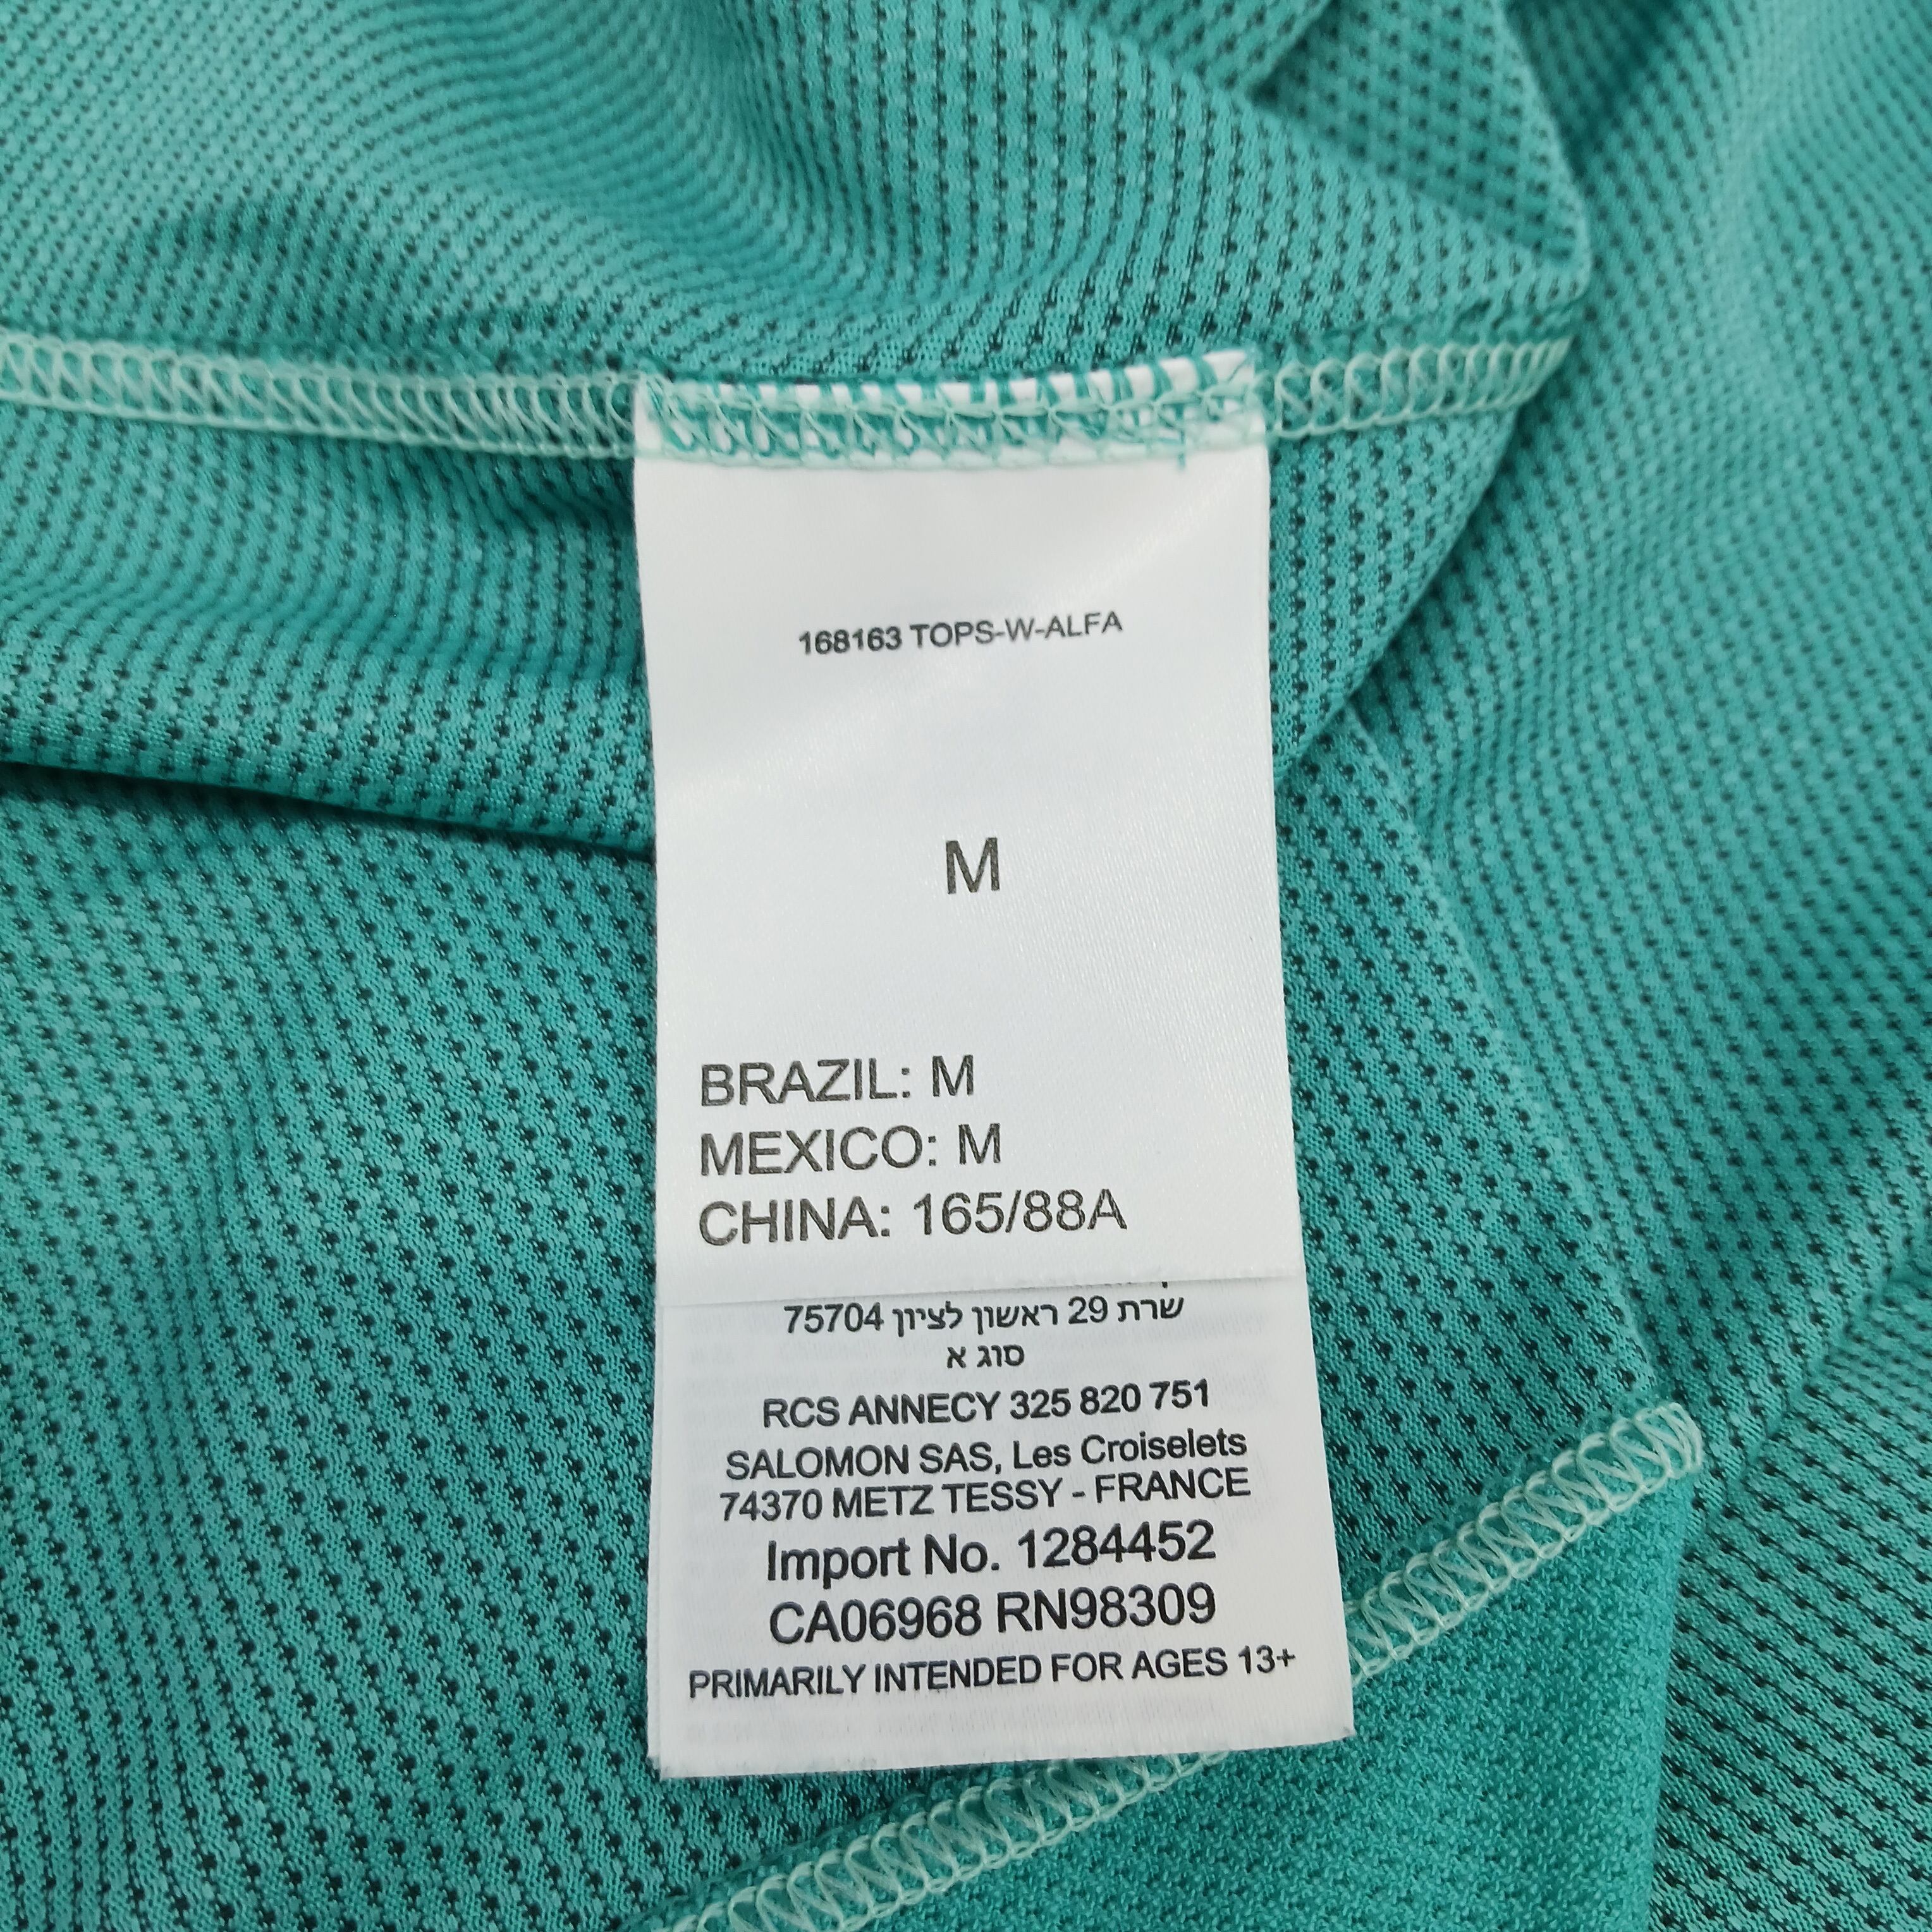 168163 TOPS-W-ALFA
M
BRAZIL: M
MEXICO: M
CHINA: 165/88A
שרת 29 ראשון לציון 75704
סוג א
RCS ANNECY 325 820 751
SALOMON SAS, Les Croiselets
74370 METZ TESSY - FRANCE
Import No. 1284452
CA06968 RN98309
PRIMARILY INTENDED FOR AGES 13+